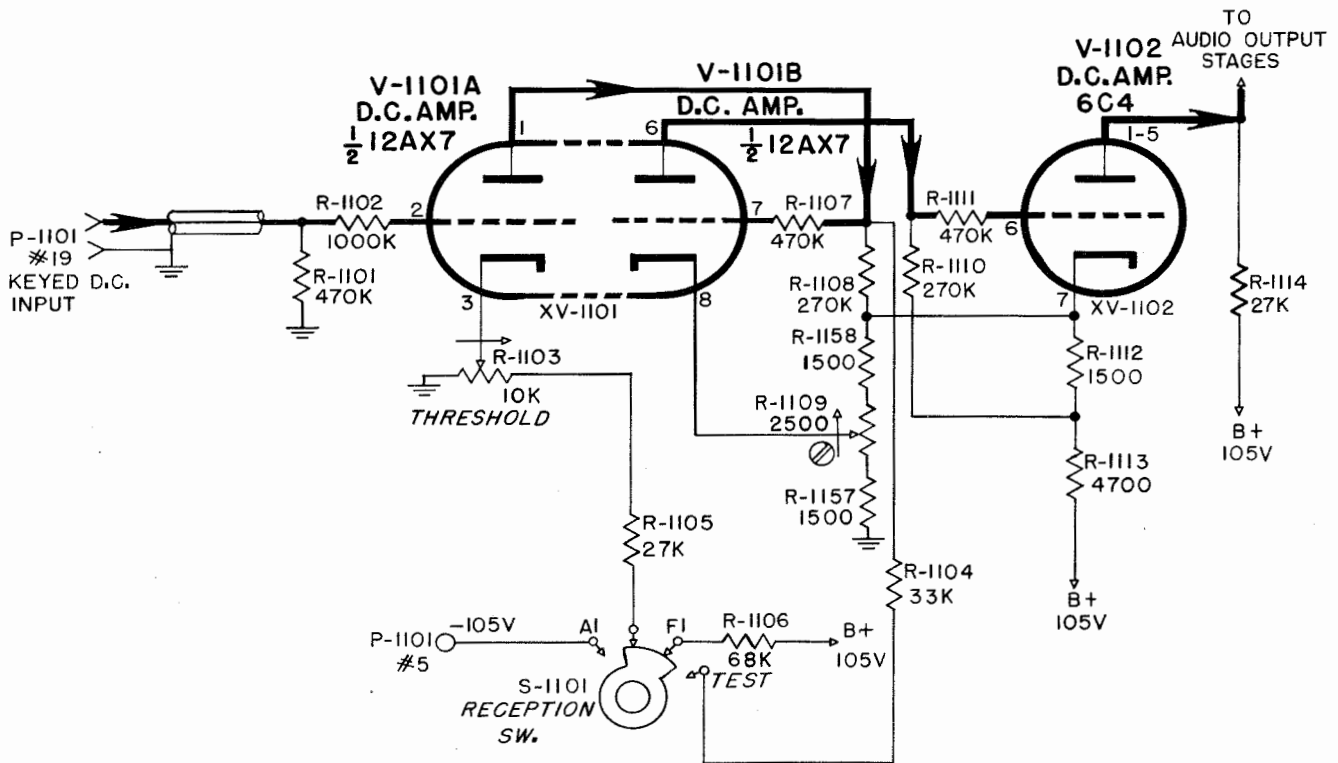 TO
AUDIO OUTPUT
STAGES
V-1101A
D.C. AMP.
½ 12AX7
1
V-1101B
D.C. AMP.
½ 12AX7
6
V-1102
D.C. AMP.
6C4
1-5
P-1101
#19
KEYED D.C.
INPUT
R-1102
1000K
2
R-1101
470K
3
XV-1101
8
7
R-1107
470K
R-1111
470K
6
R-1108
270K
R-1110
270K
7
XV-1102
R-1114
27K
B+
105V
R-1103
10K
THRESHOLD
R-1158
1500
R-1109
2500
R-1157
1500
R-1112
1500
R-1113
4700
B+
105V
R-1105
27K
R-1104
33K
P-1101
#5
-105V
A1
F1
R-1106
68K
B+
105V
TEST
S-1101
RECEPTION
SW.